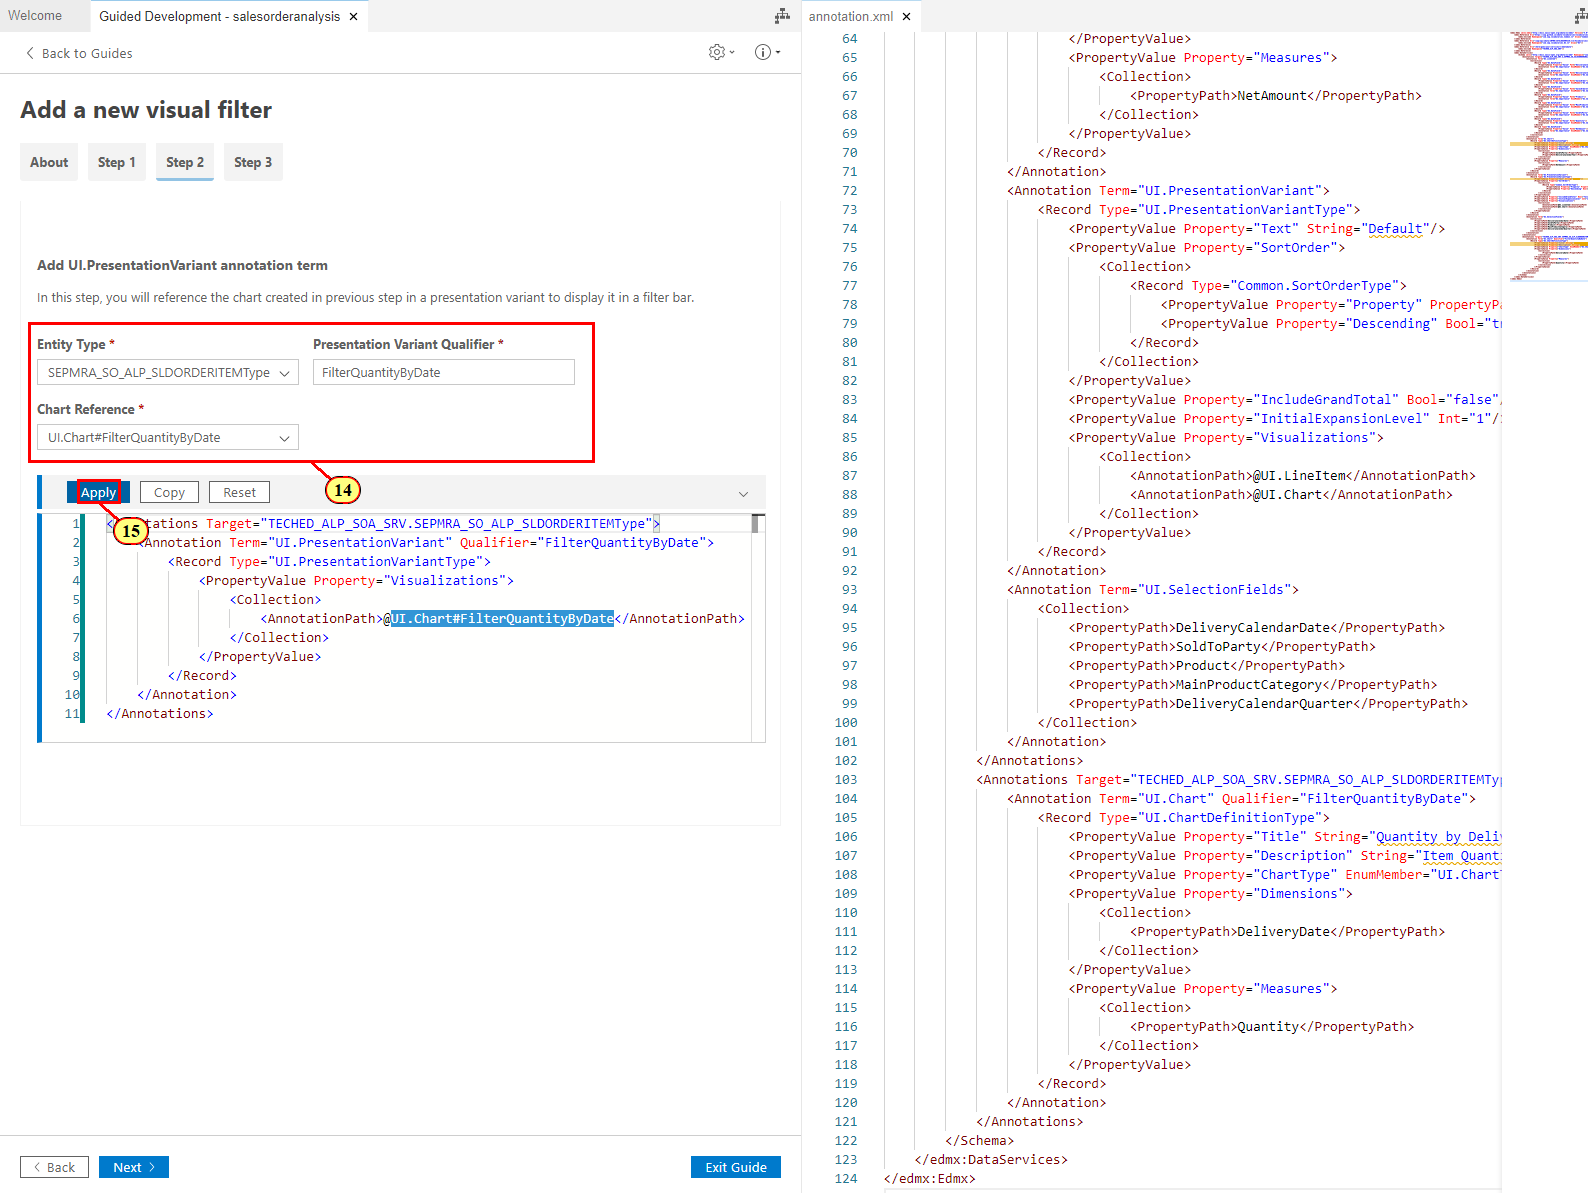 Welcome
Guided Development - salesorderanalysis ×
Back to Guides
Add a new visual filter
About
Step 1
Step 2
Step 3
Add UI.PresentationVariant annotation term
In this step, you will reference the chart created in previous step in a presentation variant to display it in a filter bar.
Entity Type *
Presentation Variant Qualifier *
SEPMRA_SO_ALP_SLDORDERITEMType
FilterQuantityByDate
Chart Reference *
UI.Chart#FilterQuantityByDate
14
Apply
Copy
Reset
15
1 <    tations Target="TECHED_ALP_SOA_SRV.SEPMRA_SO_ALP_SLDORDERITEMType">
2 <Annotation Term="UI.PresentationVariant" Qualifier="FilterQuantityByDate">
3 <Record Type="UI.PresentationVariantType">
4 <PropertyValue Property="Visualizations">
5 <Collection>
6 <AnnotationPath>@UI.Chart#FilterQuantityByDate</AnnotationPath>
7 </Collection>
8 </PropertyValue>
9 </Record>
10 </Annotation>
11 </Annotations>
Back
Next
Exit Guide
annotation.xml ×
64 </PropertyValue>
65 <PropertyValue Property="Measures">
66 <Collection>
67 <PropertyPath>NetAmount</PropertyPath>
68 </Collection>
69 </PropertyValue>
70 </Record>
71 </Annotation>
72 <Annotation Term="UI.PresentationVariant">
73 <Record Type="UI.PresentationVariantType">
74 <PropertyValue Property="Text" String="Default"/>
75 <PropertyValue Property="SortOrder">
76 <Collection>
77 <Record Type="Common.SortOrderType">
78 <PropertyValue Property="Property" PropertyPa
79 <PropertyValue Property="Descending" Bool="tr
80 </Record>
81 </Collection>
82 </PropertyValue>
83 <PropertyValue Property="IncludeGrandTotal" Bool="false"/
84 <PropertyValue Property="InitialExpansionLevel" Int="1"/>
85 <PropertyValue Property="Visualizations">
86 <Collection>
87 <AnnotationPath>@UI.LineItem</AnnotationPath>
88 <AnnotationPath>@UI.Chart</AnnotationPath>
89 </Collection>
90 </PropertyValue>
91 </Record>
92 </Annotation>
93 <Annotation Term="UI.SelectionFields">
94 <Collection>
95 <PropertyPath>DeliveryCalendarDate</PropertyPath>
96 <PropertyPath>SoldToParty</PropertyPath>
97 <PropertyPath>Product</PropertyPath>
98 <PropertyPath>MainProductCategory</PropertyPath>
99 <PropertyPath>DeliveryCalendarQuarter</PropertyPath>
100 </Collection>
101 </Annotation>
102 </Annotations>
103 <Annotations Target="TECHED_ALP_SOA_SRV.SEPMRA_SO_ALP_SLDORDERITEMTyp
104 <Annotation Term="UI.Chart" Qualifier="FilterQuantityByDate">
105 <Record Type="UI.ChartDefinitionType">
106 <PropertyValue Property="Title" String="Quantity by Deliv
107 <PropertyValue Property="Description" String="Item Quanti
108 <PropertyValue Property="ChartType" EnumMember="UI.ChartT
109 <PropertyValue Property="Dimensions">
110 <Collection>
111 <PropertyPath>DeliveryDate</PropertyPath>
112 </Collection>
113 </PropertyValue>
114 <PropertyValue Property="Measures">
115 <Collection>
116 <PropertyPath>Quantity</PropertyPath>
117 </Collection>
118 </PropertyValue>
119 </Record>
120 </Annotation>
121 </Annotations>
122 </Schema>
123 </edmx:DataServices>
124 </edmx:Edmx>